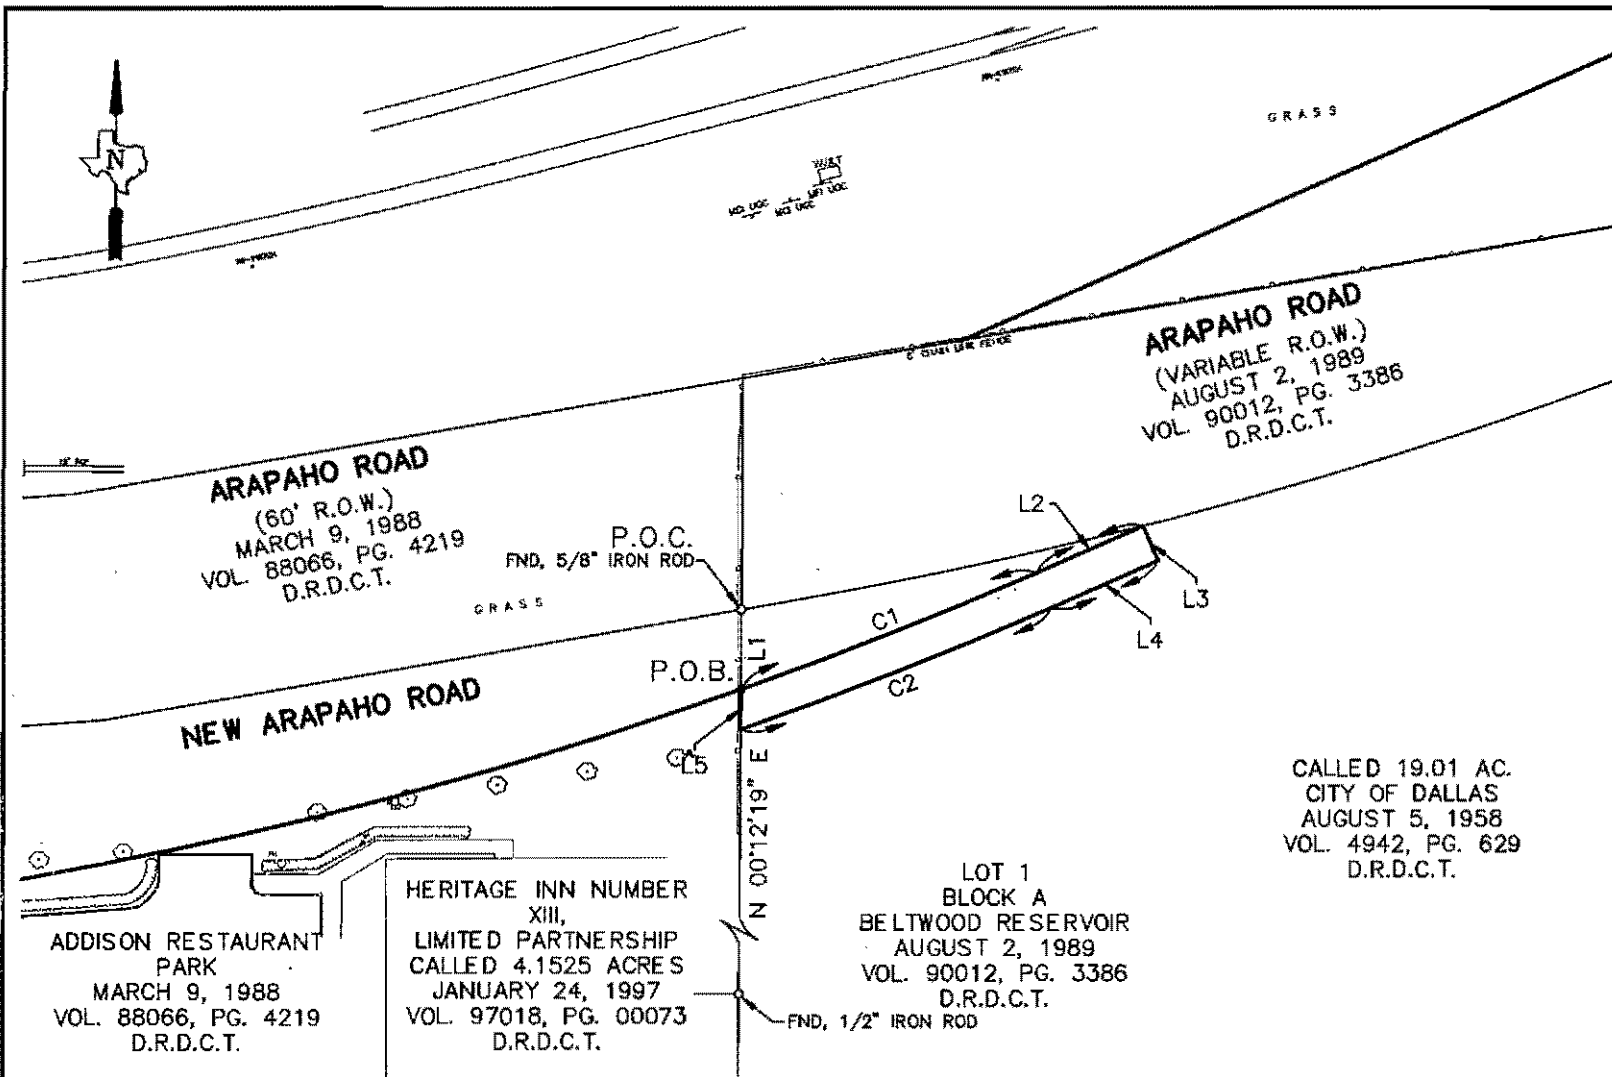 N
GRASS
ARAPAHO ROAD
(VARIABLE R.O.W.)
AUGUST 2, 1989
VOL. 90012, PG. 3386
D.R.D.C.T.
ARAPAHO ROAD
(60' R.O.W.)
MARCH 9, 1988
VOL. 88066, PG. 4219
D.R.D.C.T.
GRASS
P.O.C.
FND, 5/8" IRON ROD
L2
L3
L4
C1
C2
L1
P.O.B.
L5
NEW ARAPAHO ROAD
N 00°12'19" E
CALLED 19.01 AC.
CITY OF DALLAS
AUGUST 5, 1958
VOL. 4942, PG. 629
D.R.D.C.T.
LOT 1
BLOCK A
BELTWOOD RESERVOIR
AUGUST 2, 1989
VOL. 90012, PG. 3386
D.R.D.C.T.
HERITAGE INN NUMBER
XIII,
LIMITED PARTNERSHIP
CALLED 4.1525 ACRES
JANUARY 24, 1997
VOL. 97018, PG. 00073
D.R.D.C.T.
ADDISON RESTAURANT
PARK
MARCH 9, 1988
VOL. 88066, PG. 4219
D.R.D.C.T.
FND, 1/2" IRON ROD